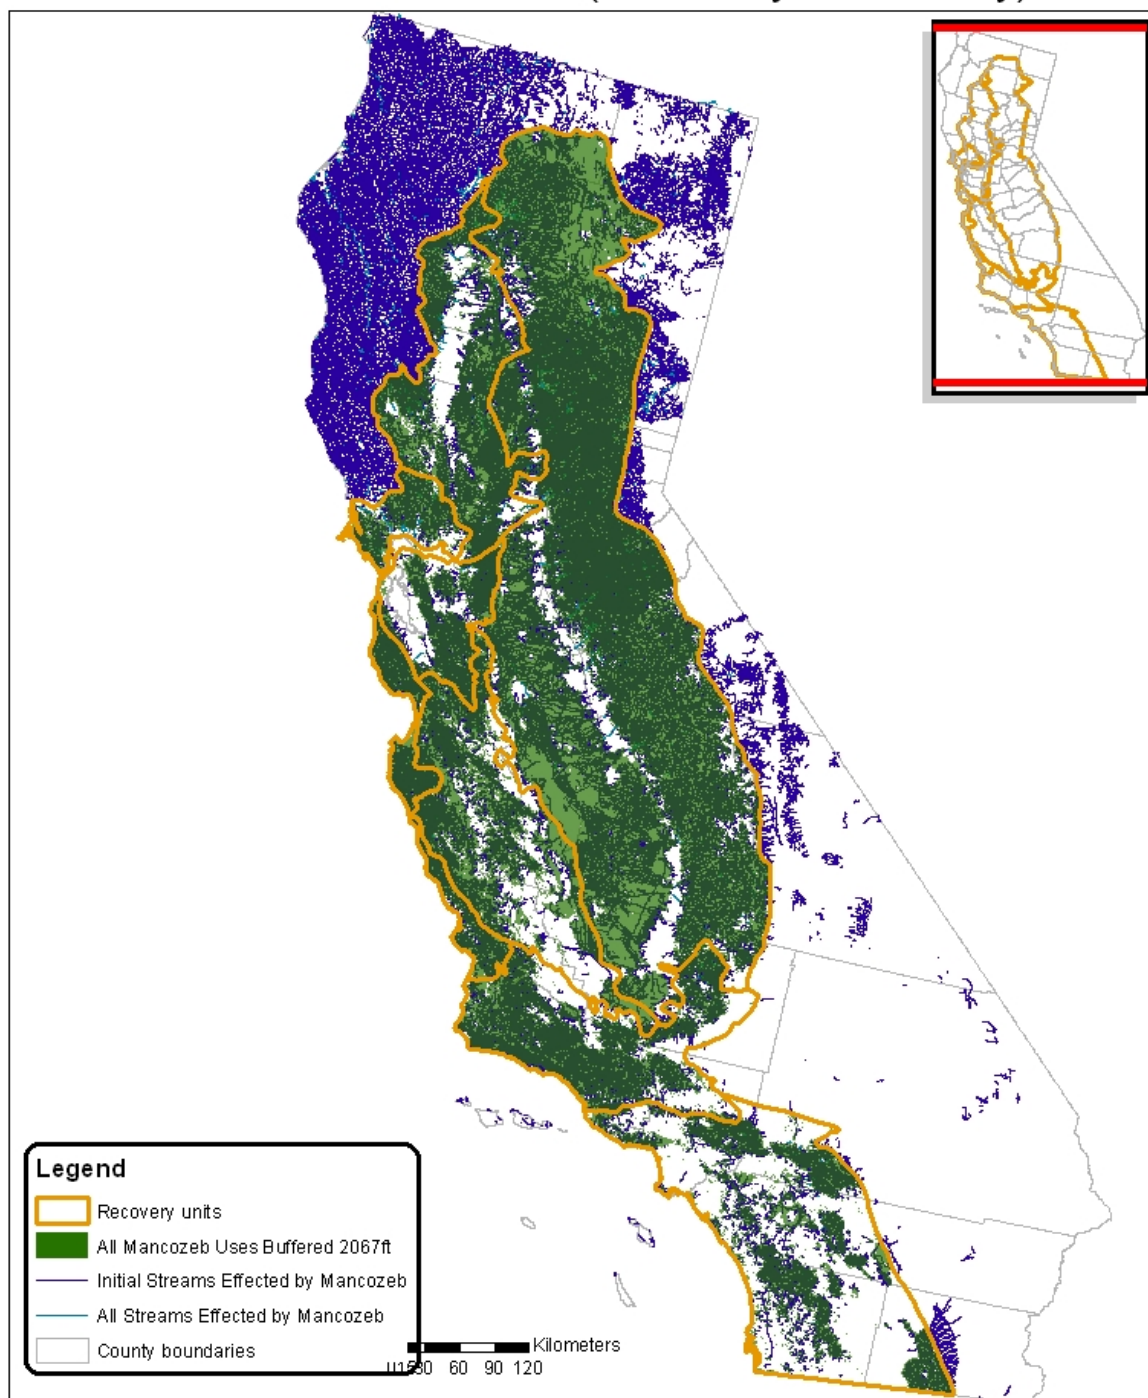 Legend
Recovery units
All Mancozeb Uses Buffered 2067ft
Initial Streams Effected by Mancozeb
All Streams Effected by Mancozeb
County boundaries
Kilometers
60 90 120